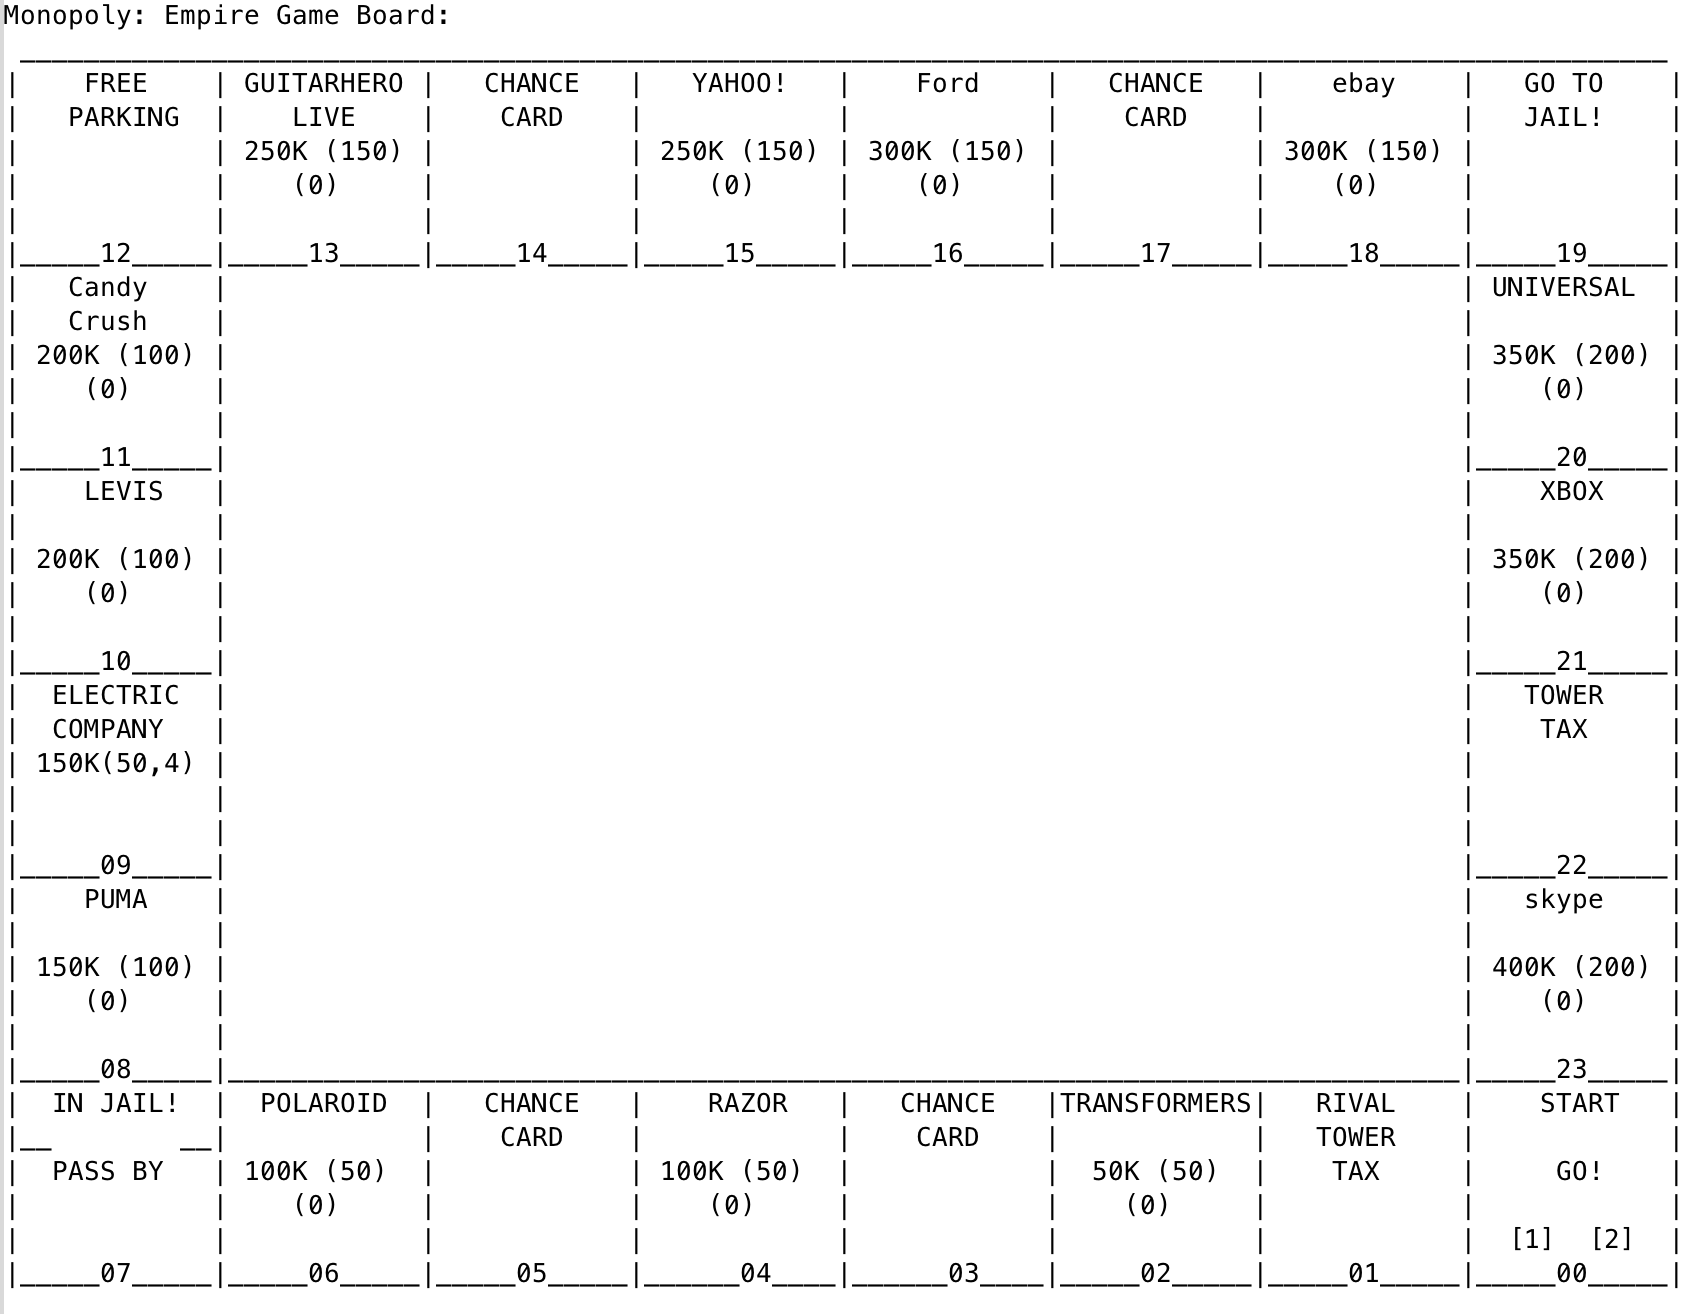 Monopoly: Empire Game Board:
FREE GUITARHERO CHANCE YAHOO! Ford CHANCE ebay GO TO
PARKING LIVE CARD CARD JAIL!
250K (150) 250K (150) 300K (150) 300K (150)
(0) (0) (0) (0)
12 13 14 15 16 17 18 19
Candy UNIVERSAL
Crush
200K (100) 350K (200)
(0) (0)
11 20
LEVIS XBOX
200K (100) 350K (200)
(0) (0)
10 21
ELECTRIC TOWER
COMPANY TAX
150K(50,4)
09 22
PUMA skype
150K (100) 400K (200)
(0) (0)
08 23
IN JAIL! POLAROID CHANCE RAZOR CHANCE TRANSFORMERS RIVAL START
CARD CARD TOWER
PASS BY 100K (50) 100K (50) 50K (50) TAX GO!
(0) (0) (0)
[1] [2]
07 06 05 04 03 02 01 00